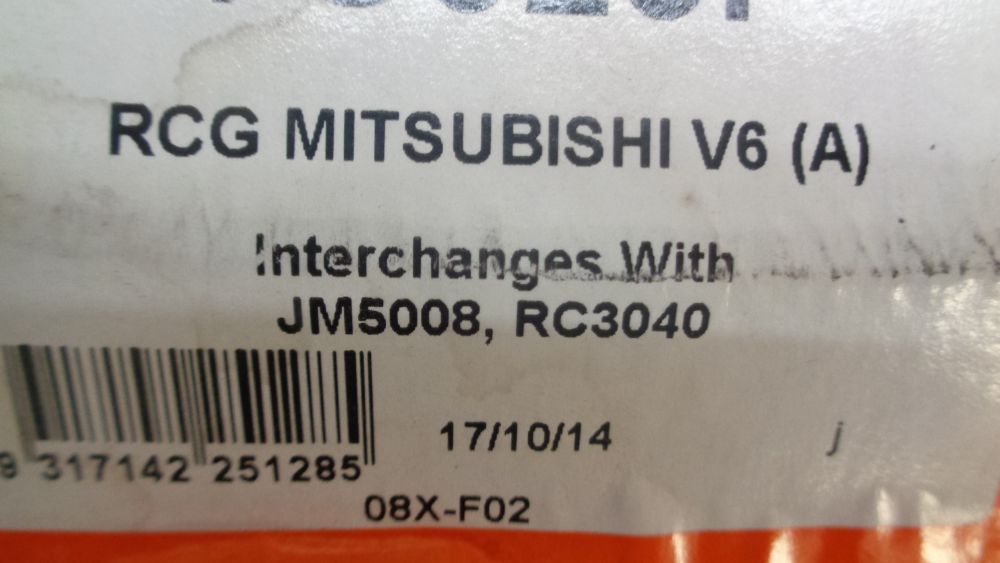 RCG MITSUBISHI V6 (A)
Interchanges With
JM5008, RC3040
17/10/14 j
9 317142 251285
08X-F02